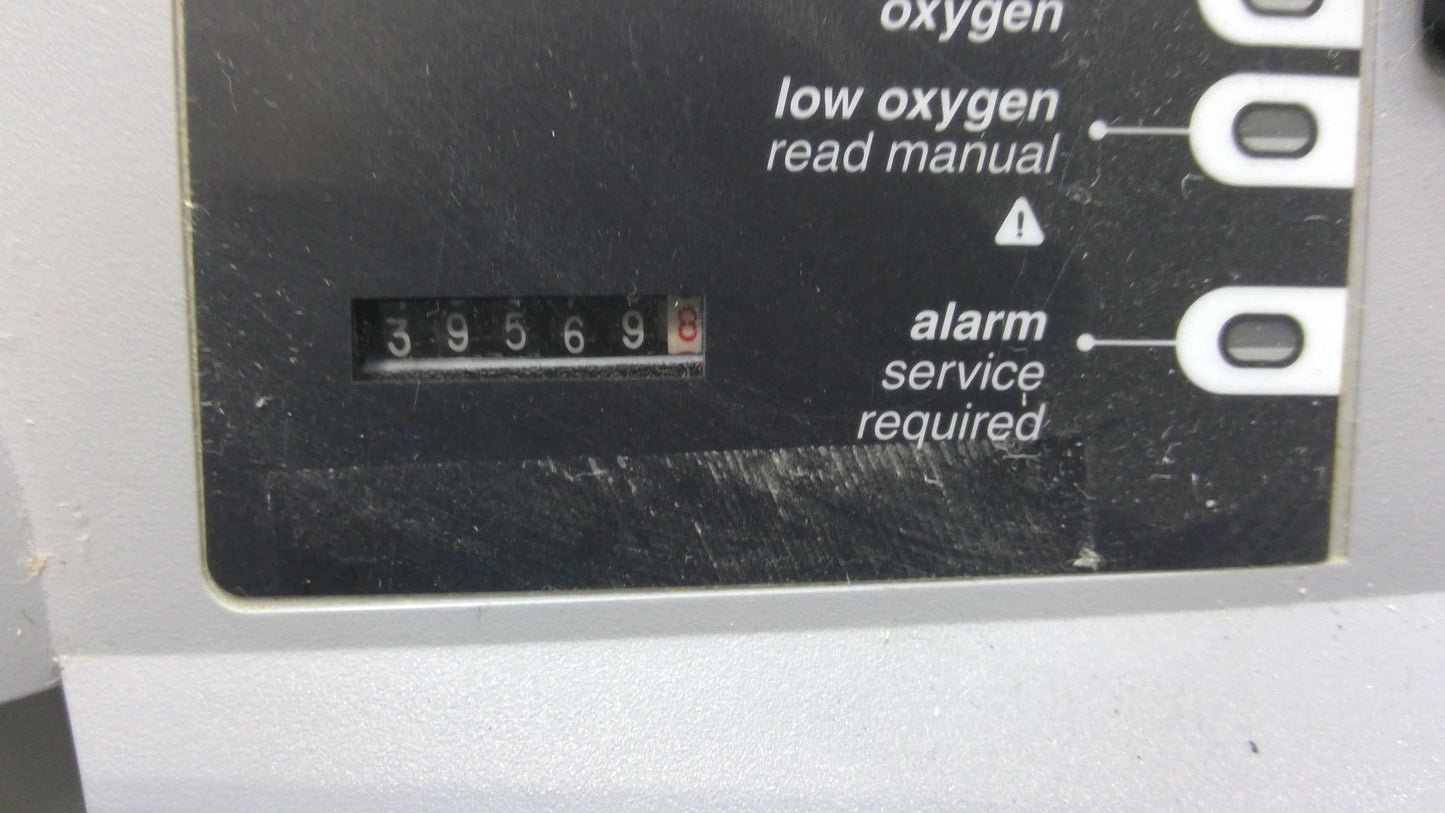 oxygen
low oxygen
read manual
alarm
service
required
39569 8